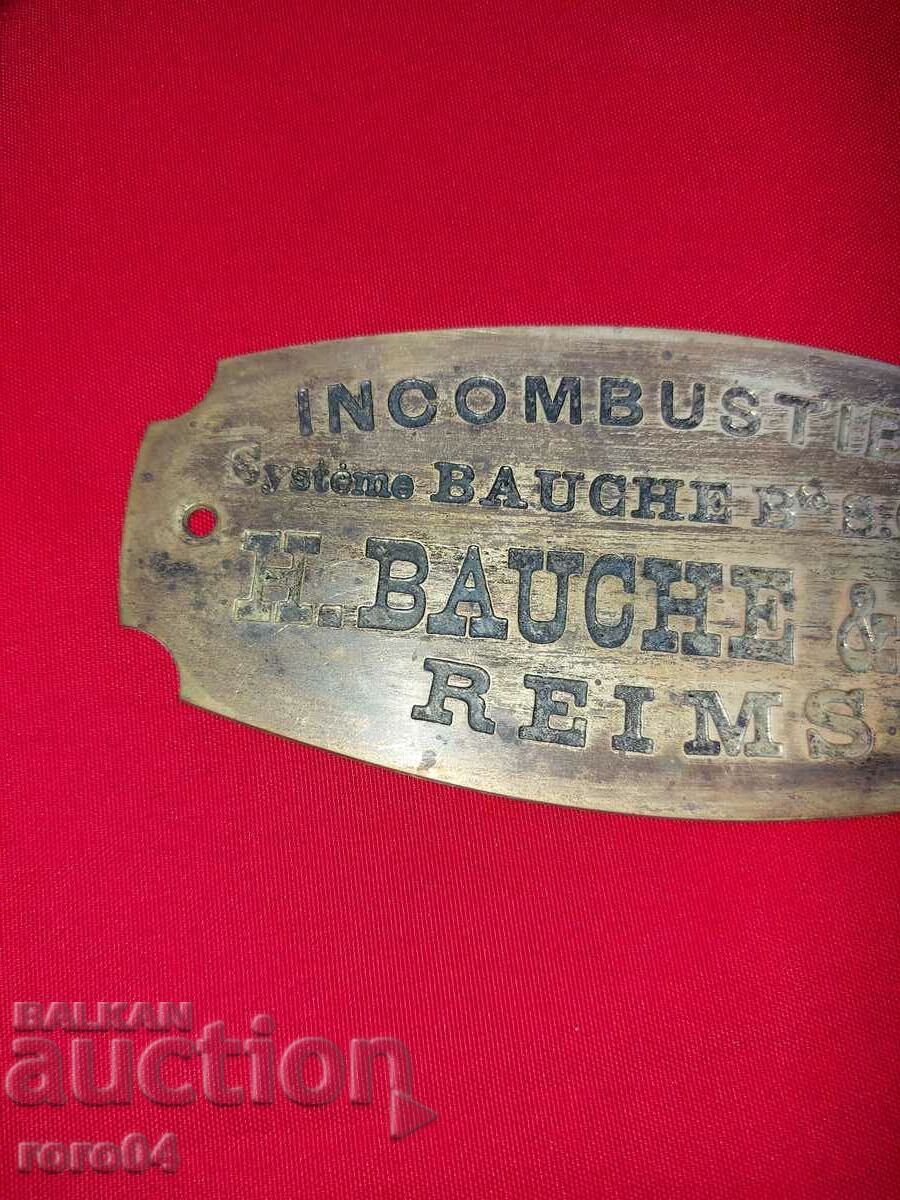 INCOMBUSTIB
Système BAUCHE Bté S.G
H. BAUCHE &
REIMS
BALKAN
auction
roro04